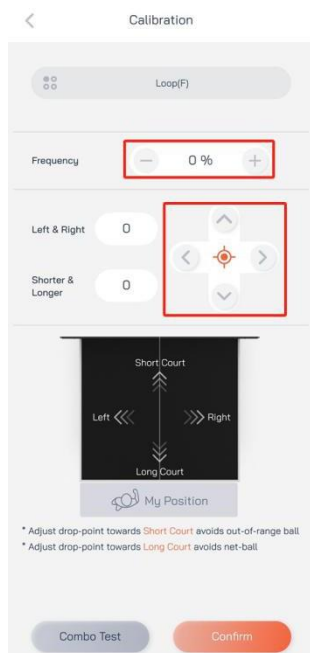 Calibration
Loop(F)
Frequency
0 %
Left & Right
0
Shorter &
Longer
0
Short Court
Left
Right
Long Court
My Position
* Adjust drop-point towards Short Court avoids out-of-range ball
* Adjust drop-point towards Long Court avoids net-ball
Combo Test
Confirm